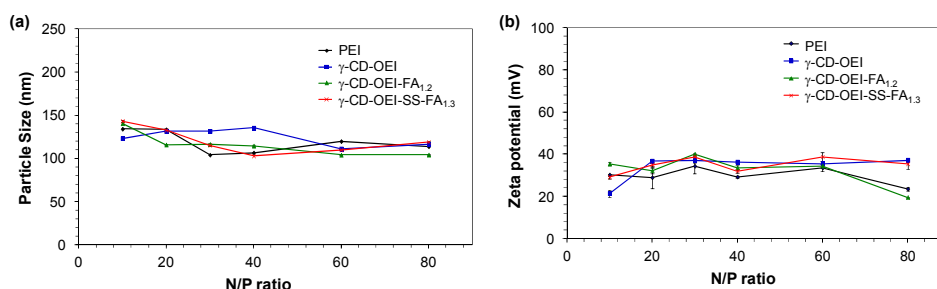 (a)
250
200
150
100
50
0
Particle Size (nm)
PEI
γ-CD-OEI
γ-CD-OEI-FA1.2
γ-CD-OEI-SS-FA1.3
0 20 40 60 80
N/P ratio
(b)
100
80
60
40
20
0
Zeta potential (mV)
PEI
γ-CD-OEI
γ-CD-OEI-FA1.2
γ-CD-OEI-SS-FA1.3
0 20 40 60 80
N/P ratio